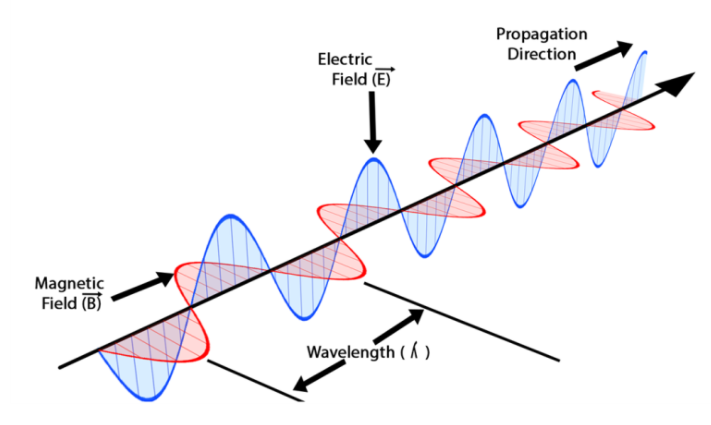 Propagation
Direction
Electric
Field (E⃗)
Magnetic
Field (B⃗)
Wavelength ( λ )